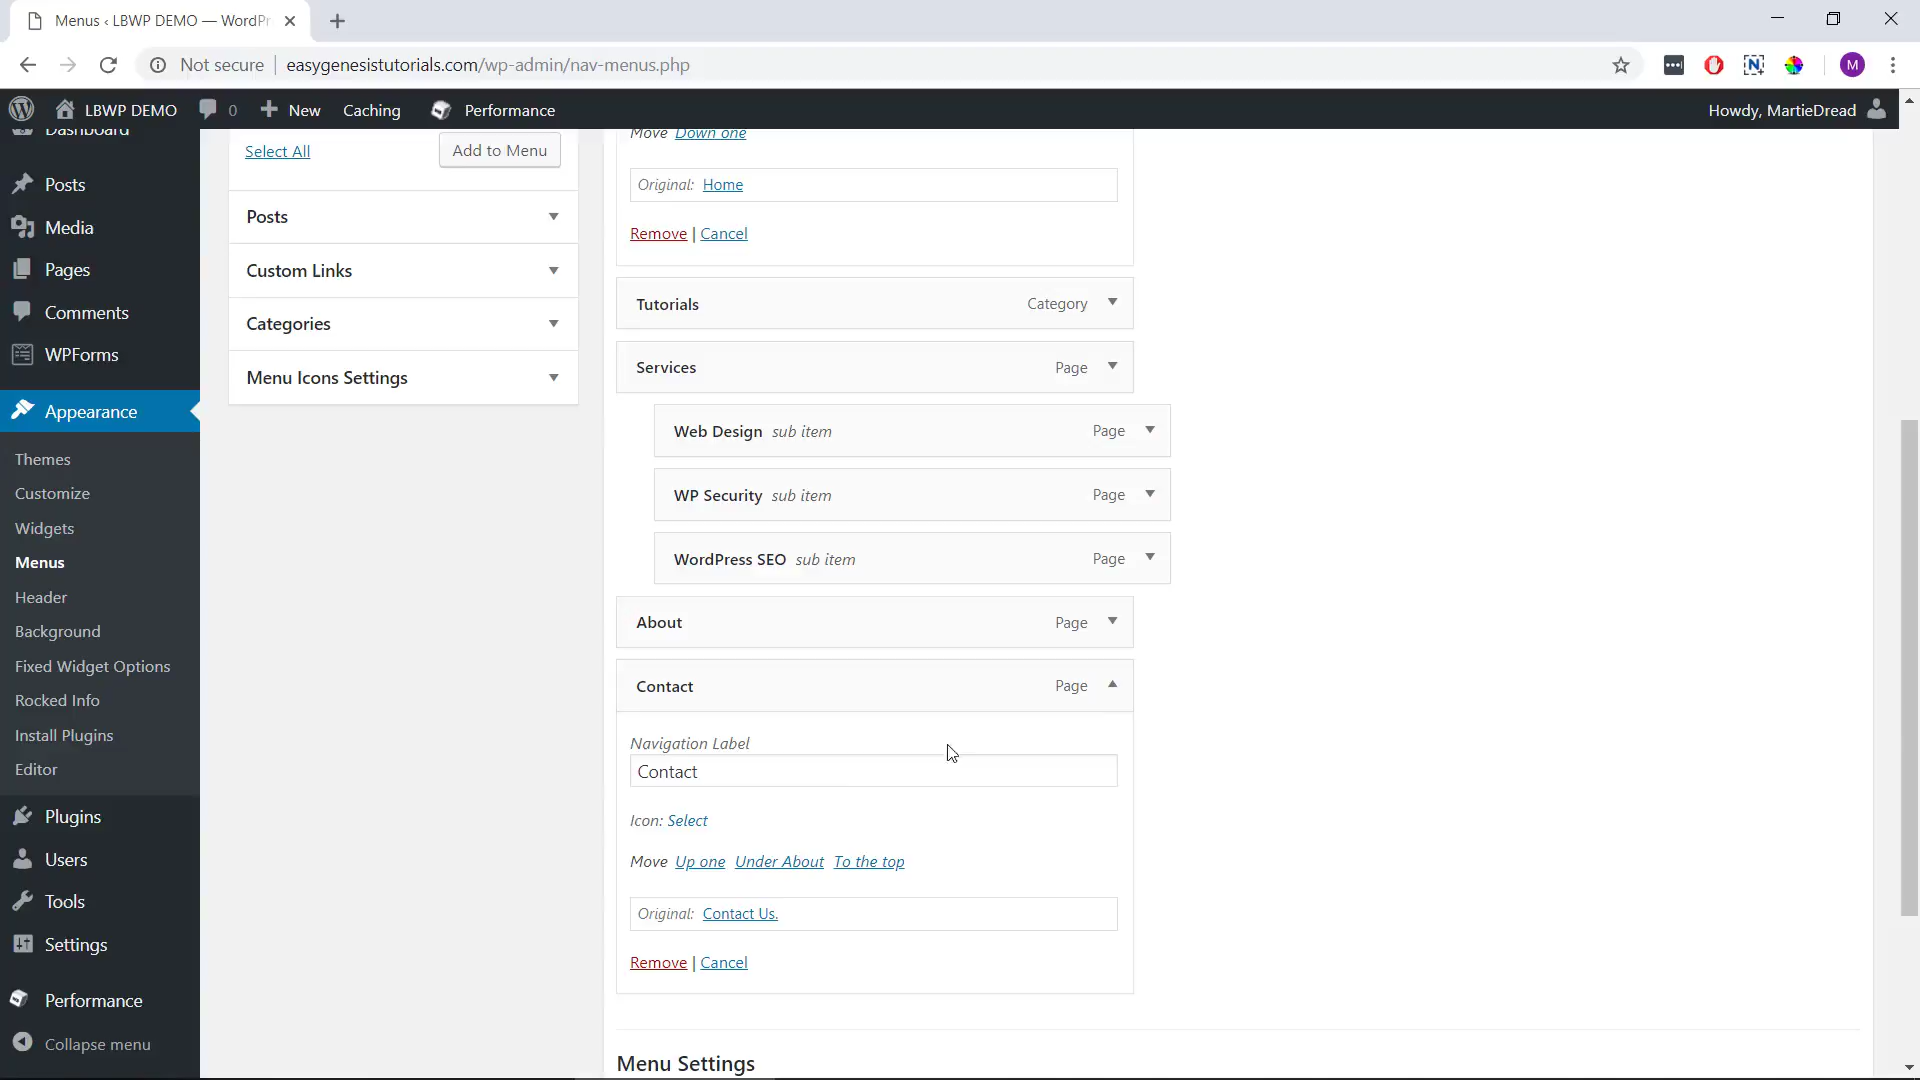 Menus ‹ LBWP DEMO — WordPr
Not secure easygenesistutorials.com/wp-admin/nav-menus.php
M
LBWP DEMO 0 New Caching Performance Howdy, MartieDread
Dashboard
Posts
Media
Pages
Comments
WPForms
Appearance
Themes
Customize
Widgets
Menus
Header
Background
Fixed Widget Options
Rocked Info
Install Plugins
Editor
Plugins
Users
Tools
Settings
Performance
Collapse menu
Select All Add to Menu
Posts
Custom Links
Categories
Menu Icons Settings
Move Down one
Original: Home
Remove | Cancel
Tutorials Category
Services Page
Web Design sub item Page
WP Security sub item Page
WordPress SEO sub item Page
About Page
Contact Page
Navigation Label
Contact
Icon: Select
Move Up one Under About To the top
Original: Contact Us.
Remove | Cancel
Menu Settings